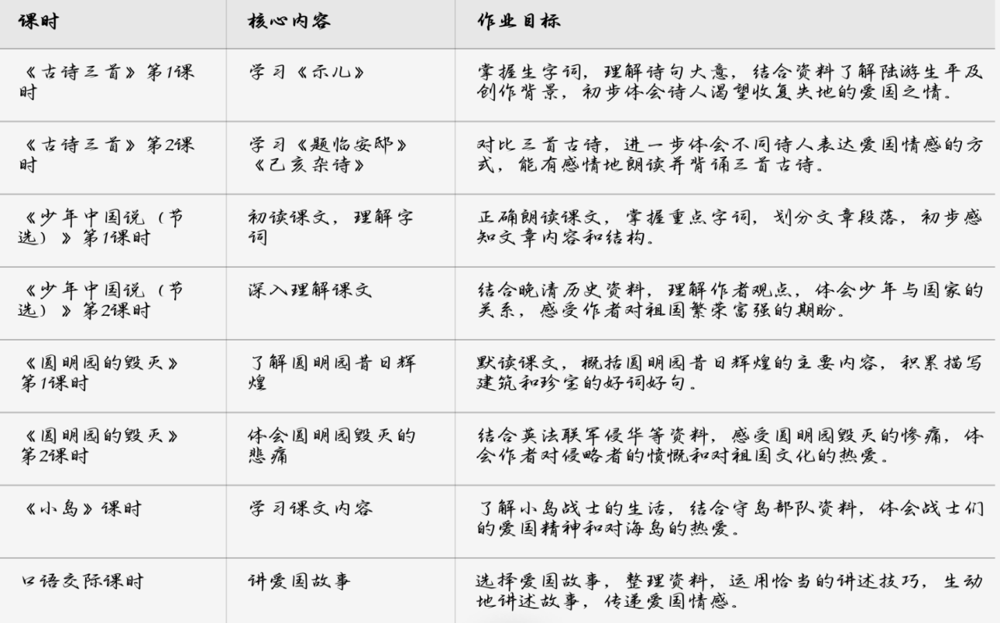 课时 核心内容 作业目标
《古诗三首》第1课 学习《示儿》 掌握生字词，理解诗句大意，结合资料了解陆游生平及
时 创作背景，初步体会诗人渴望收复失地的爱国之情。
《古诗三首》第2课 学习《题临安邸》 对比三首古诗，进一步体会不同诗人表达爱国情感的方
时 《己亥杂诗》 式，能有感情地朗读并背诵三首古诗。
《少年中国说（节 初读课文，理解字 正确朗读课文，掌握重点字词，划分文章段落，初步感
选）》第1课时 词 知文章内容和结构。
《少年中国说（节 深入理解课文 结合晚清历史资料，理解作者观点，体会少年与国家的
选）》第2课时 关系，感受作者对祖国繁荣富强的期盼。
《圆明园的毁灭》 了解圆明园昔日辉 默读课文，概括圆明园昔日辉煌的主要内容，积累描写
第1课时 煌 建筑和珍宝的好词好句。
《圆明园的毁灭》 体会圆明园毁灭的 结合英法联军侵华等资料，感受圆明园毁灭的惨痛，体
第2课时 悲痛 会作者对侵略者的愤慨和对祖国文化的热爱。
《小岛》课时 学习课文内容 了解小岛战士的生活，结合守岛部队资料，体会战士们
的爱国精神和对海岛的热爱。
口语交际课时 讲爱国故事 选择爱国故事，整理资料，运用恰当的讲述技巧，生动
地讲述故事，传递爱国情感。